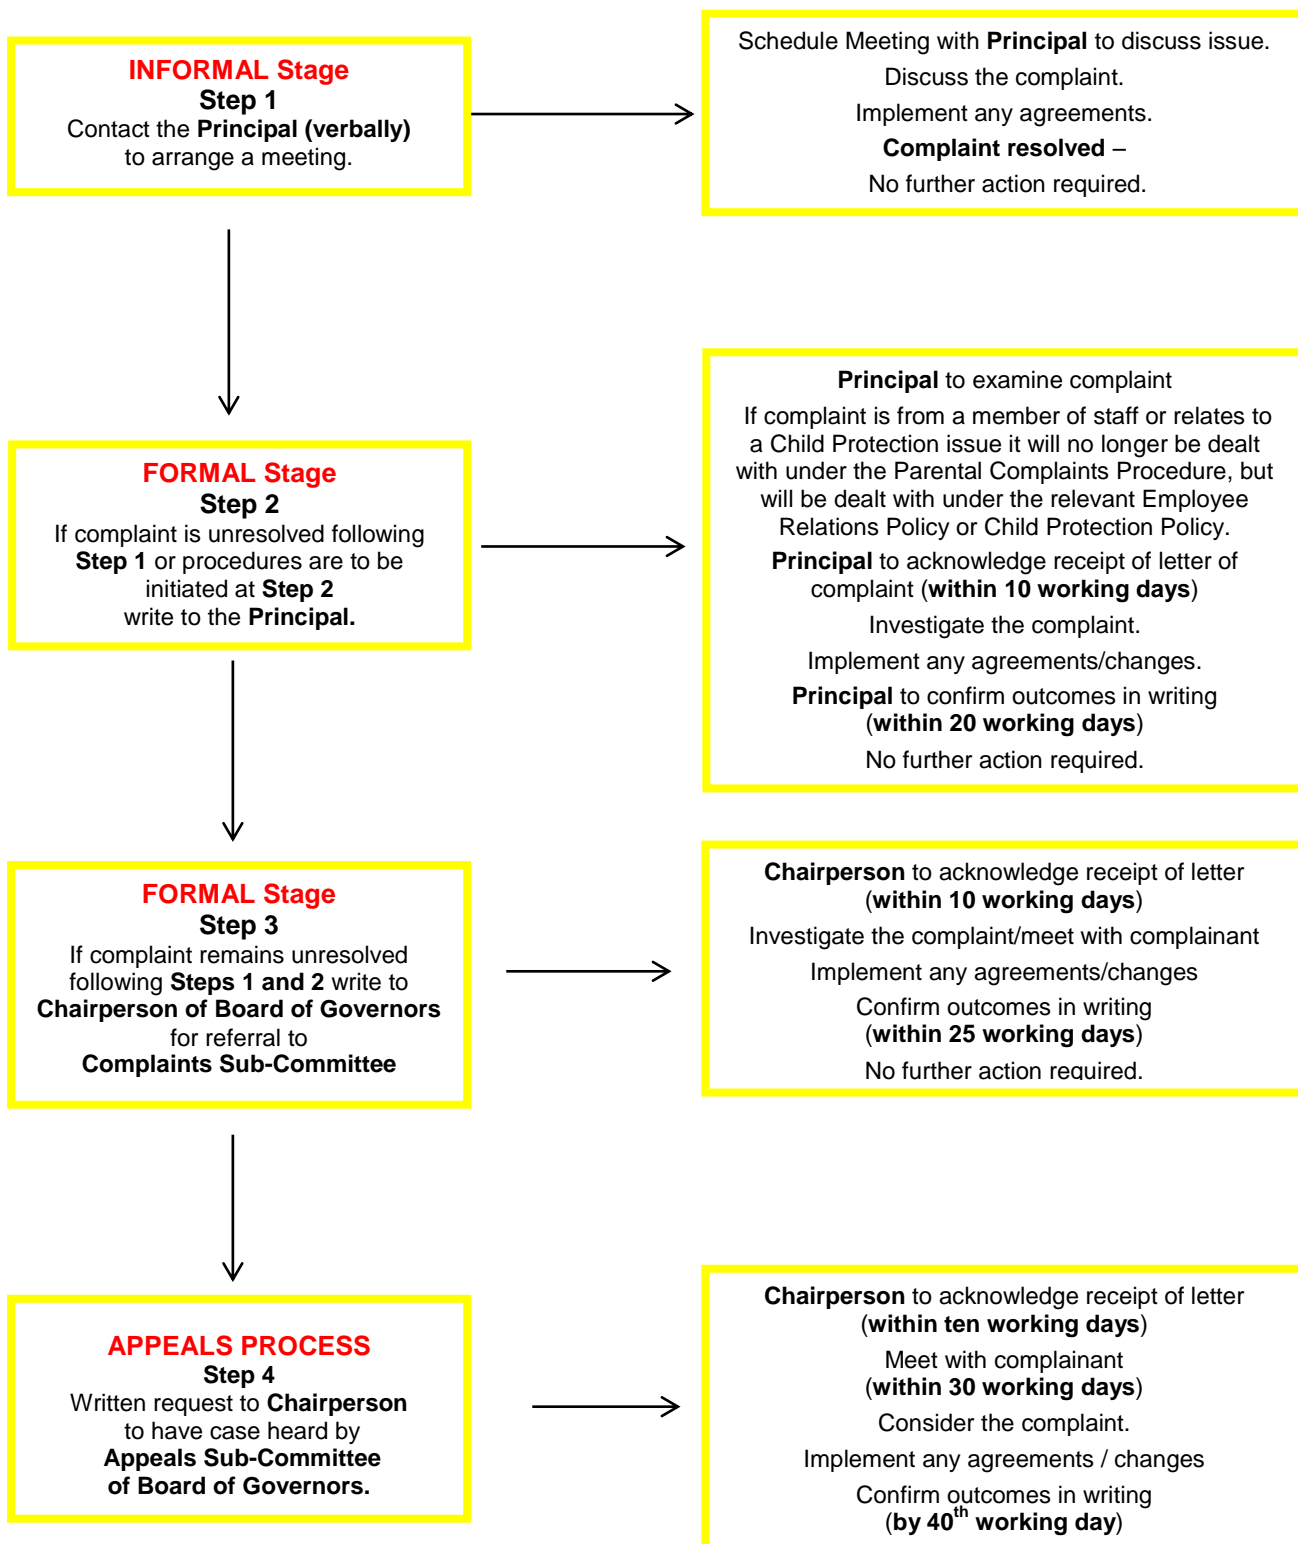 INFORMAL Stage
Step 1
Contact the Principal (verbally)
to arrange a meeting.
Schedule Meeting with Principal to discuss issue.
Discuss the complaint.
Implement any agreements.
Complaint resolved –
No further action required.
FORMAL Stage
Step 2
If complaint is unresolved following
Step 1 or procedures are to be
initiated at Step 2
write to the Principal.
Principal to examine complaint
If complaint is from a member of staff or relates to
a Child Protection issue it will no longer be dealt
with under the Parental Complaints Procedure, but
will be dealt with under the relevant Employee
Relations Policy or Child Protection Policy.
Principal to acknowledge receipt of letter of
complaint (within 10 working days)
Investigate the complaint.
Implement any agreements/changes.
Principal to confirm outcomes in writing
(within 20 working days)
No further action required.
FORMAL Stage
Step 3
If complaint remains unresolved
following Steps 1 and 2 write to
Chairperson of Board of Governors
for referral to
Complaints Sub-Committee
Chairperson to acknowledge receipt of letter
(within 10 working days)
Investigate the complaint/meet with complainant
Implement any agreements/changes
Confirm outcomes in writing
(within 25 working days)
No further action required.
APPEALS PROCESS
Step 4
Written request to Chairperson
to have case heard by
Appeals Sub-Committee
of Board of Governors.
Chairperson to acknowledge receipt of letter
(within ten working days)
Meet with complainant
(within 30 working days)
Consider the complaint.
Implement any agreements / changes
Confirm outcomes in writing
(by 40th working day)